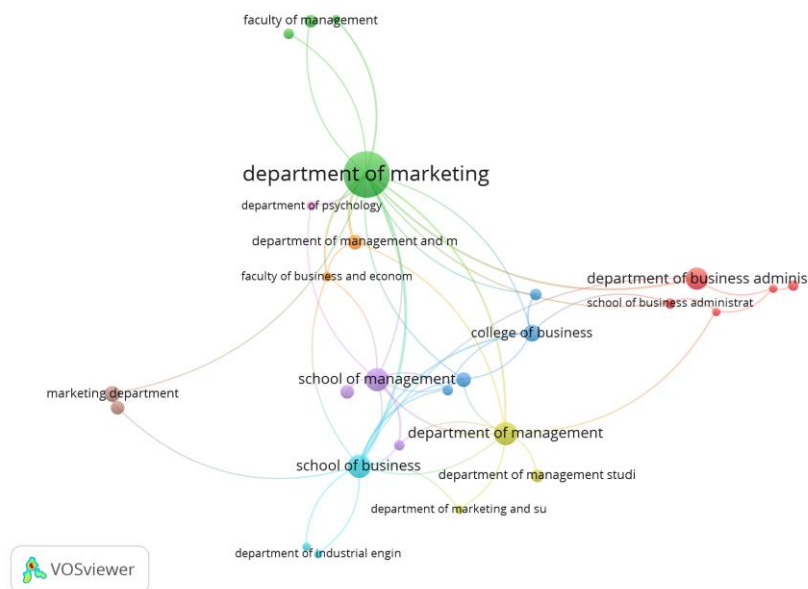 faculty of management
department of marketing
department of psychology
department of management and m
faculty of business and econom
department of business adminis
school of business administrat
college of business
school of management
marketing department
department of management
school of business
department of management studi
department of marketing and su
department of industrial engin
VOSviewer